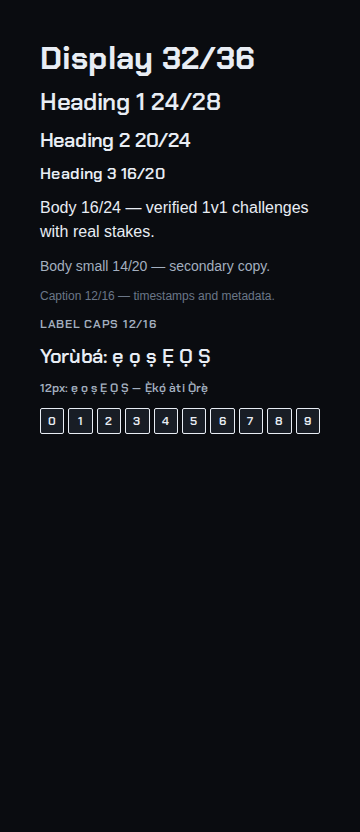 Display 32/36
Heading 1 24/28
Heading 2 20/24
Heading 3 16/20
Body 16/24 — verified 1v1 challenges
with real stakes.
Body small 14/20 — secondary copy.
Caption 12/16 — timestamps and metadata.
LABEL CAPS 12/16
Yorùbá: ẹ ọ ṣ Ẹ Ọ Ṣ
12px: ẹ ọ ṣ Ẹ Ọ Ṣ — Ẹ̀kọ́ àti Ọ̀rẹ̀
0 1 2 3 4 5 6 7 8 9